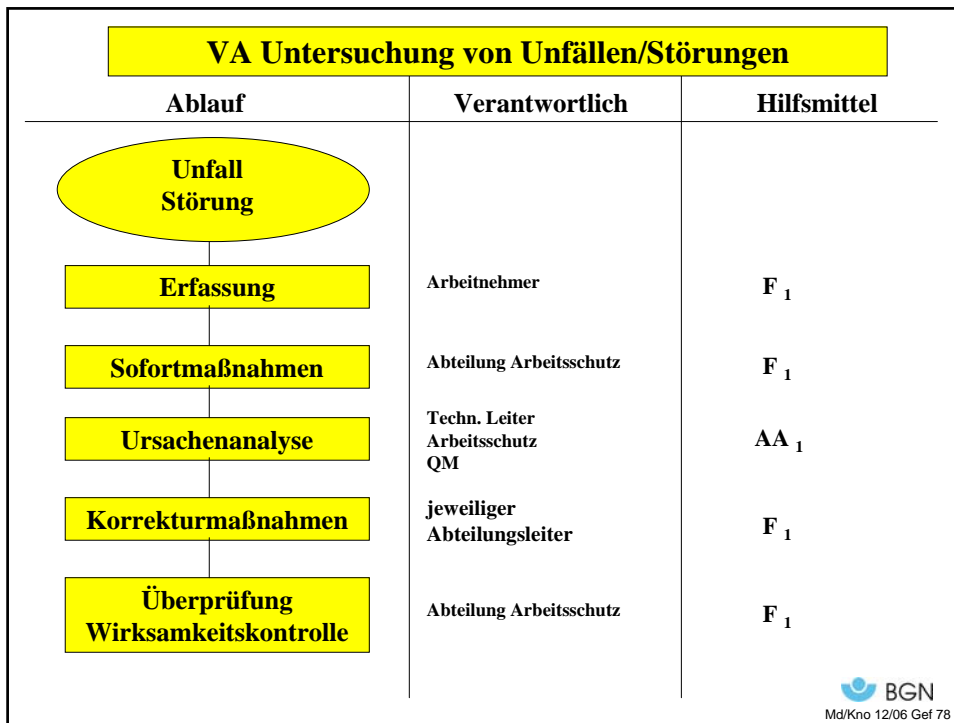 VA Untersuchung von Unfällen/Störungen
Ablauf Verantwortlich Hilfsmittel
Unfall
Störung
Erfassung Arbeitnehmer F 1
Sofortmaßnahmen Abteilung Arbeitsschutz F 1
Techn. Leiter
Ursachenanalyse Arbeitsschutz AA 1
QM
Korrekturmaßnahmen jeweiliger F 1
Abteilungsleiter
Überprüfung
Wirksamkeitskontrolle Abteilung Arbeitsschutz F 1
BGN
Md/Kno 12/06 Gef 78